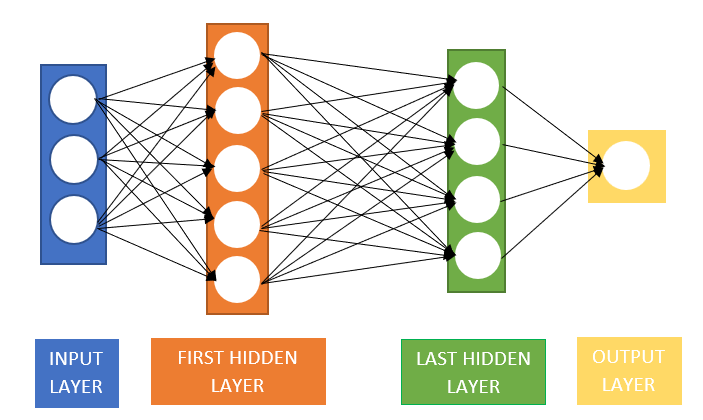 INPUT
LAYER
FIRST HIDDEN
LAYER
LAST HIDDEN
LAYER
OUTPUT
LAYER